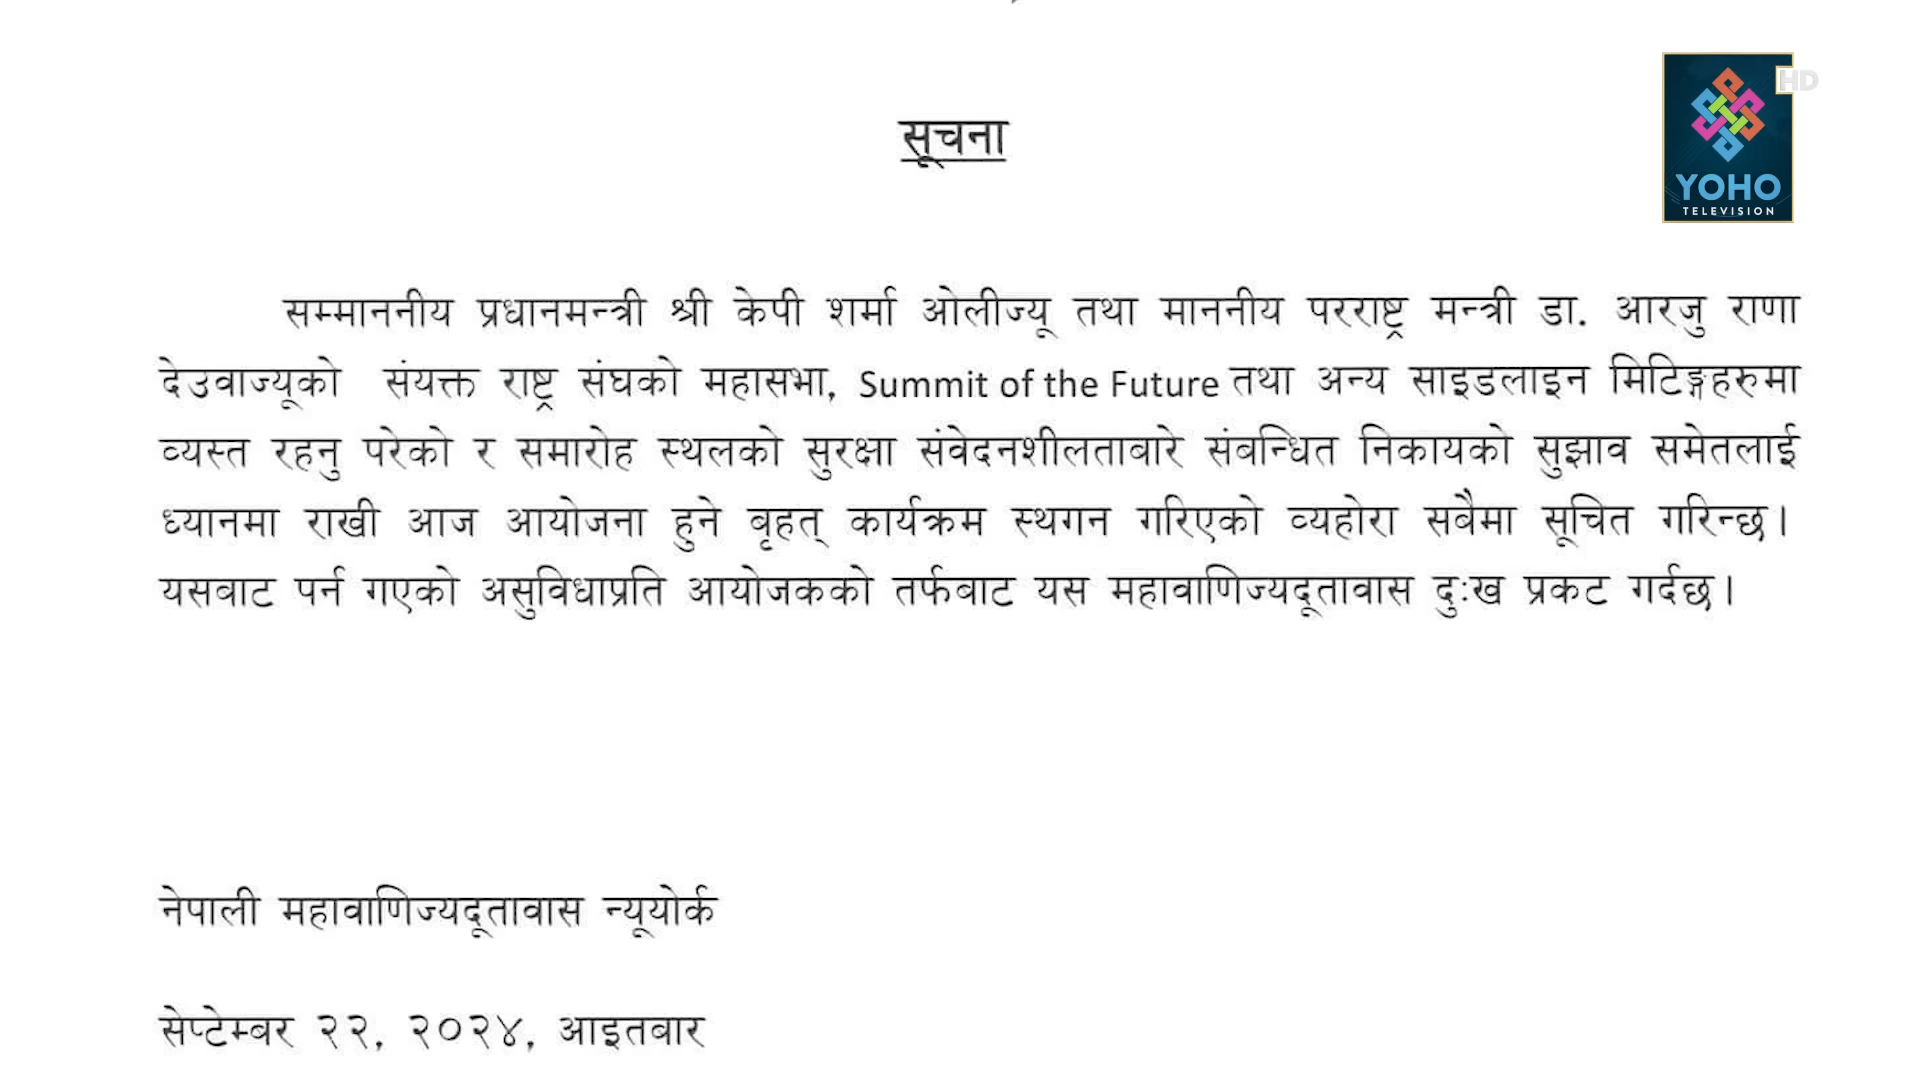 HD
YOHO
TELEVISION
सूचना
सम्माननीय प्रधानमन्त्री श्री केपी शर्मा ओलीज्यू तथा माननीय परराष्ट्र मन्त्री डा. आरजु राणा
देउवाज्यूको संयक्त राष्ट्र संघको महासभा, Summit of the Future तथा अन्य साइडलाइन मिटिङ्गहरुमा
व्यस्त रहनु परेको र समारोह स्थलको सुरक्षा संवेदनशीलताबारे संबन्धित निकायको सुझाव समेतलाई
ध्यानमा राखी आज आयोजना हुने बृहत् कार्यक्रम स्थगन गरिएको व्यहोरा सबैमा सूचित गरिन्छ।
यसबाट पर्न गएको असुविधाप्रति आयोजकको तर्फबाट यस महावाणिज्यदूतावास दुःख प्रकट गर्दछ।
नेपाली महावाणिज्यदूतावास न्यूयोर्क
सेप्टेम्बर २२, २०२४, आइतबार